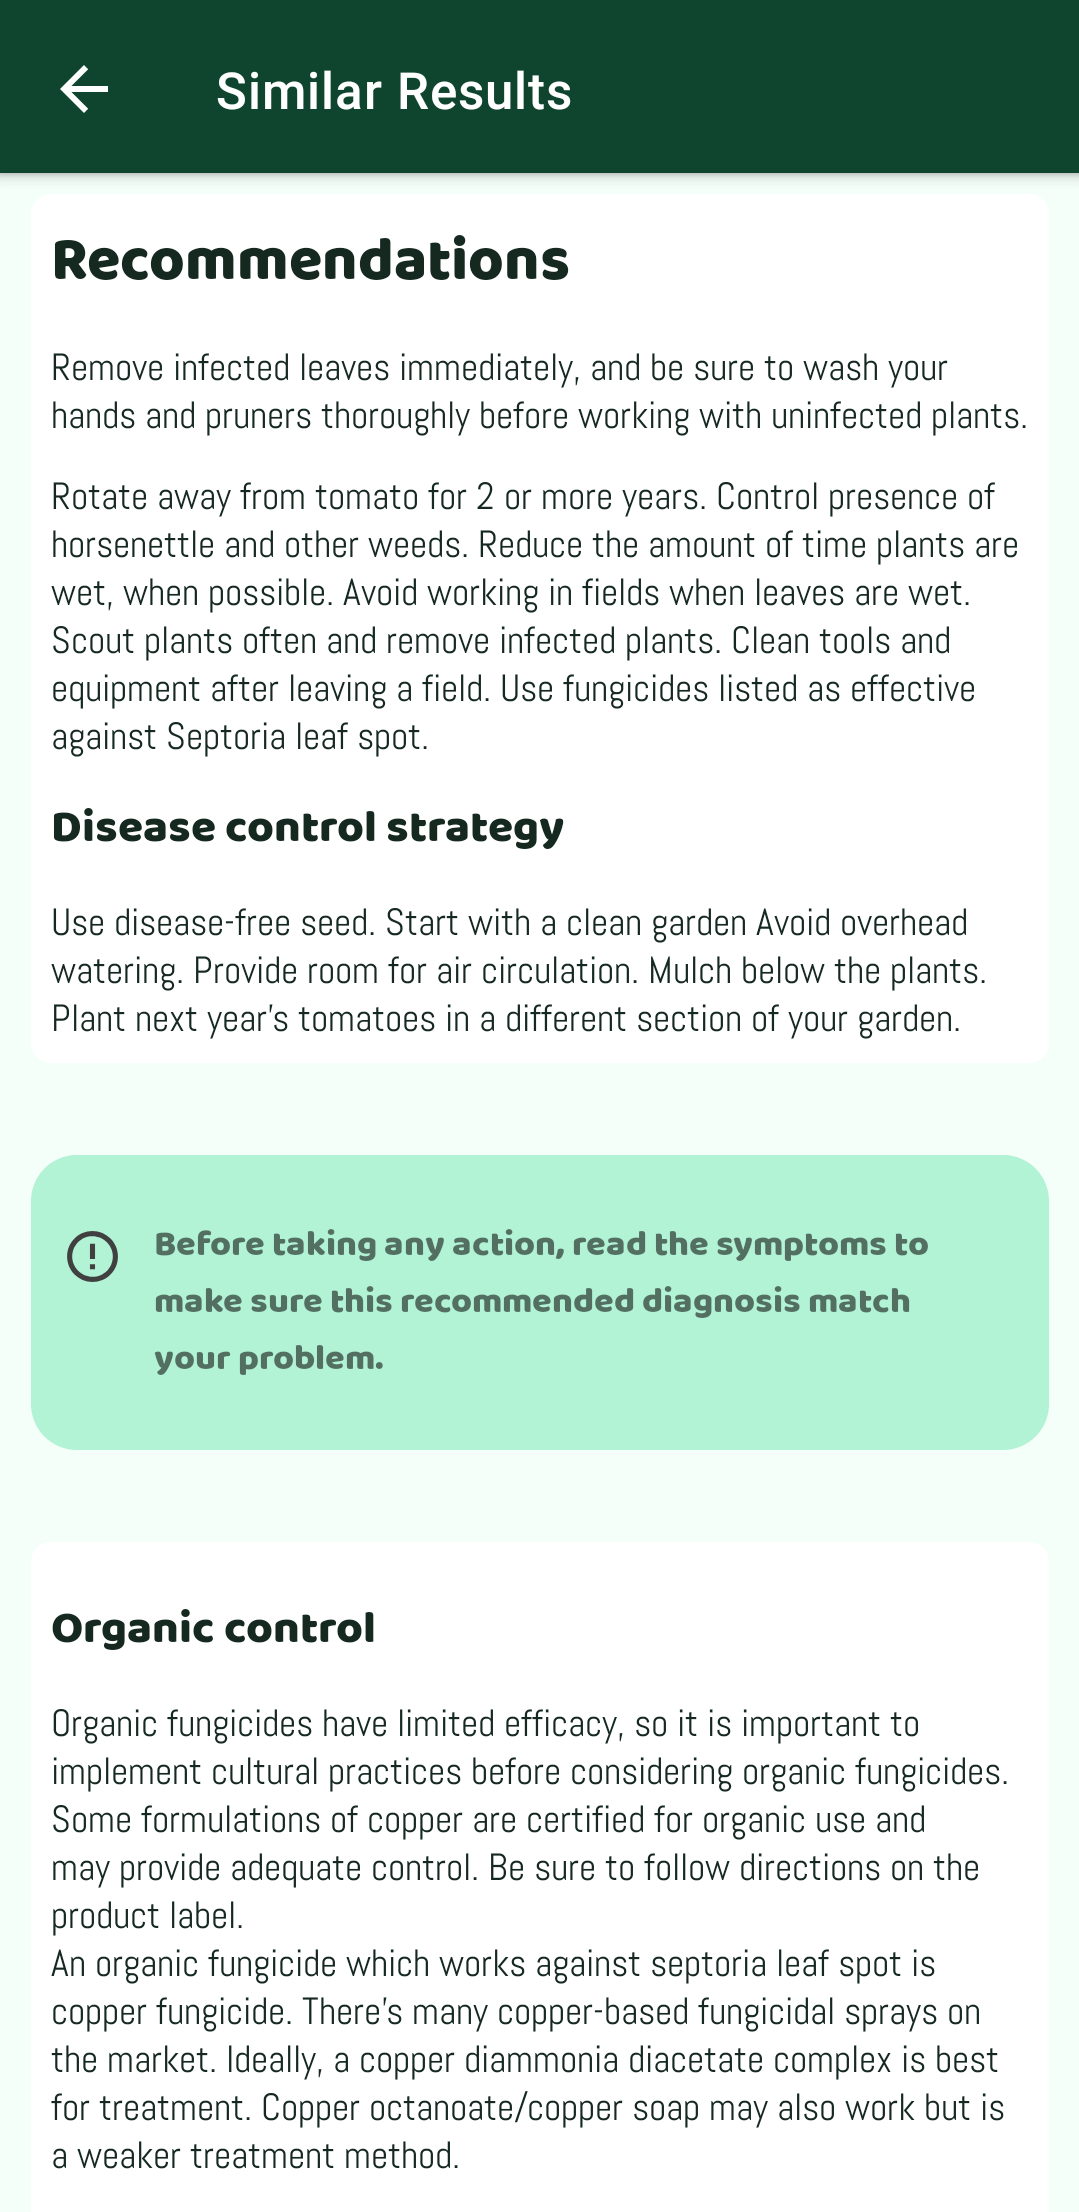 Similar Results
Recommendations
Remove infected leaves immediately, and be sure to wash your
hands and pruners thoroughly before working with uninfected plants.
Rotate away from tomato for 2 or more years. Control presence of
horsenettle and other weeds. Reduce the amount of time plants are
wet, when possible. Avoid working in fields when leaves are wet.
Scout plants often and remove infected plants. Clean tools and
equipment after leaving a field. Use fungicides listed as effective
against Septoria leaf spot.
Disease control strategy
Use disease-free seed. Start with a clean garden Avoid overhead
watering. Provide room for air circulation. Mulch below the plants.
Plant next year's tomatoes in a different section of your garden.
Before taking any action, read the symptoms to
make sure this recommended diagnosis match
your problem.
Organic control
Organic fungicides have limited efficacy, so it is important to
implement cultural practices before considering organic fungicides.
Some formulations of copper are certified for organic use and
may provide adequate control. Be sure to follow directions on the
product label.
An organic fungicide which works against septoria leaf spot is
copper fungicide. There's many copper-based fungicidal sprays on
the market. Ideally, a copper diammonia diacetate complex is best
for treatment. Copper octanoate/copper soap may also work but is
a weaker treatment method.